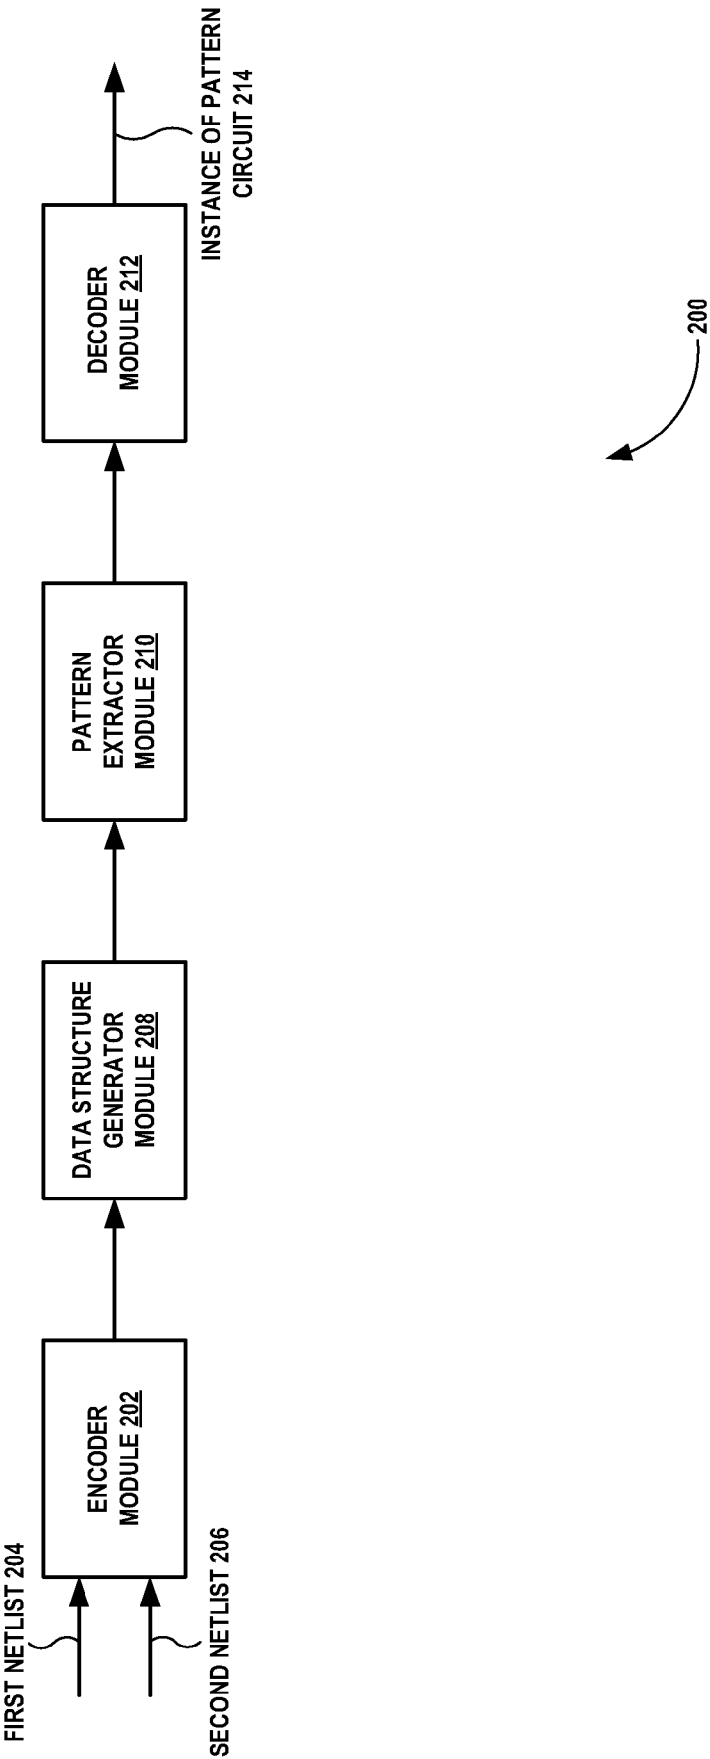 FIRST NETLIST 204
SECOND NETLIST 206
ENCODER
MODULE 202
DATA STRUCTURE
GENERATOR
MODULE 208
PATTERN
EXTRACTOR
MODULE 210
DECODER
MODULE 212
INSTANCE OF PATTERN
CIRCUIT 214
200